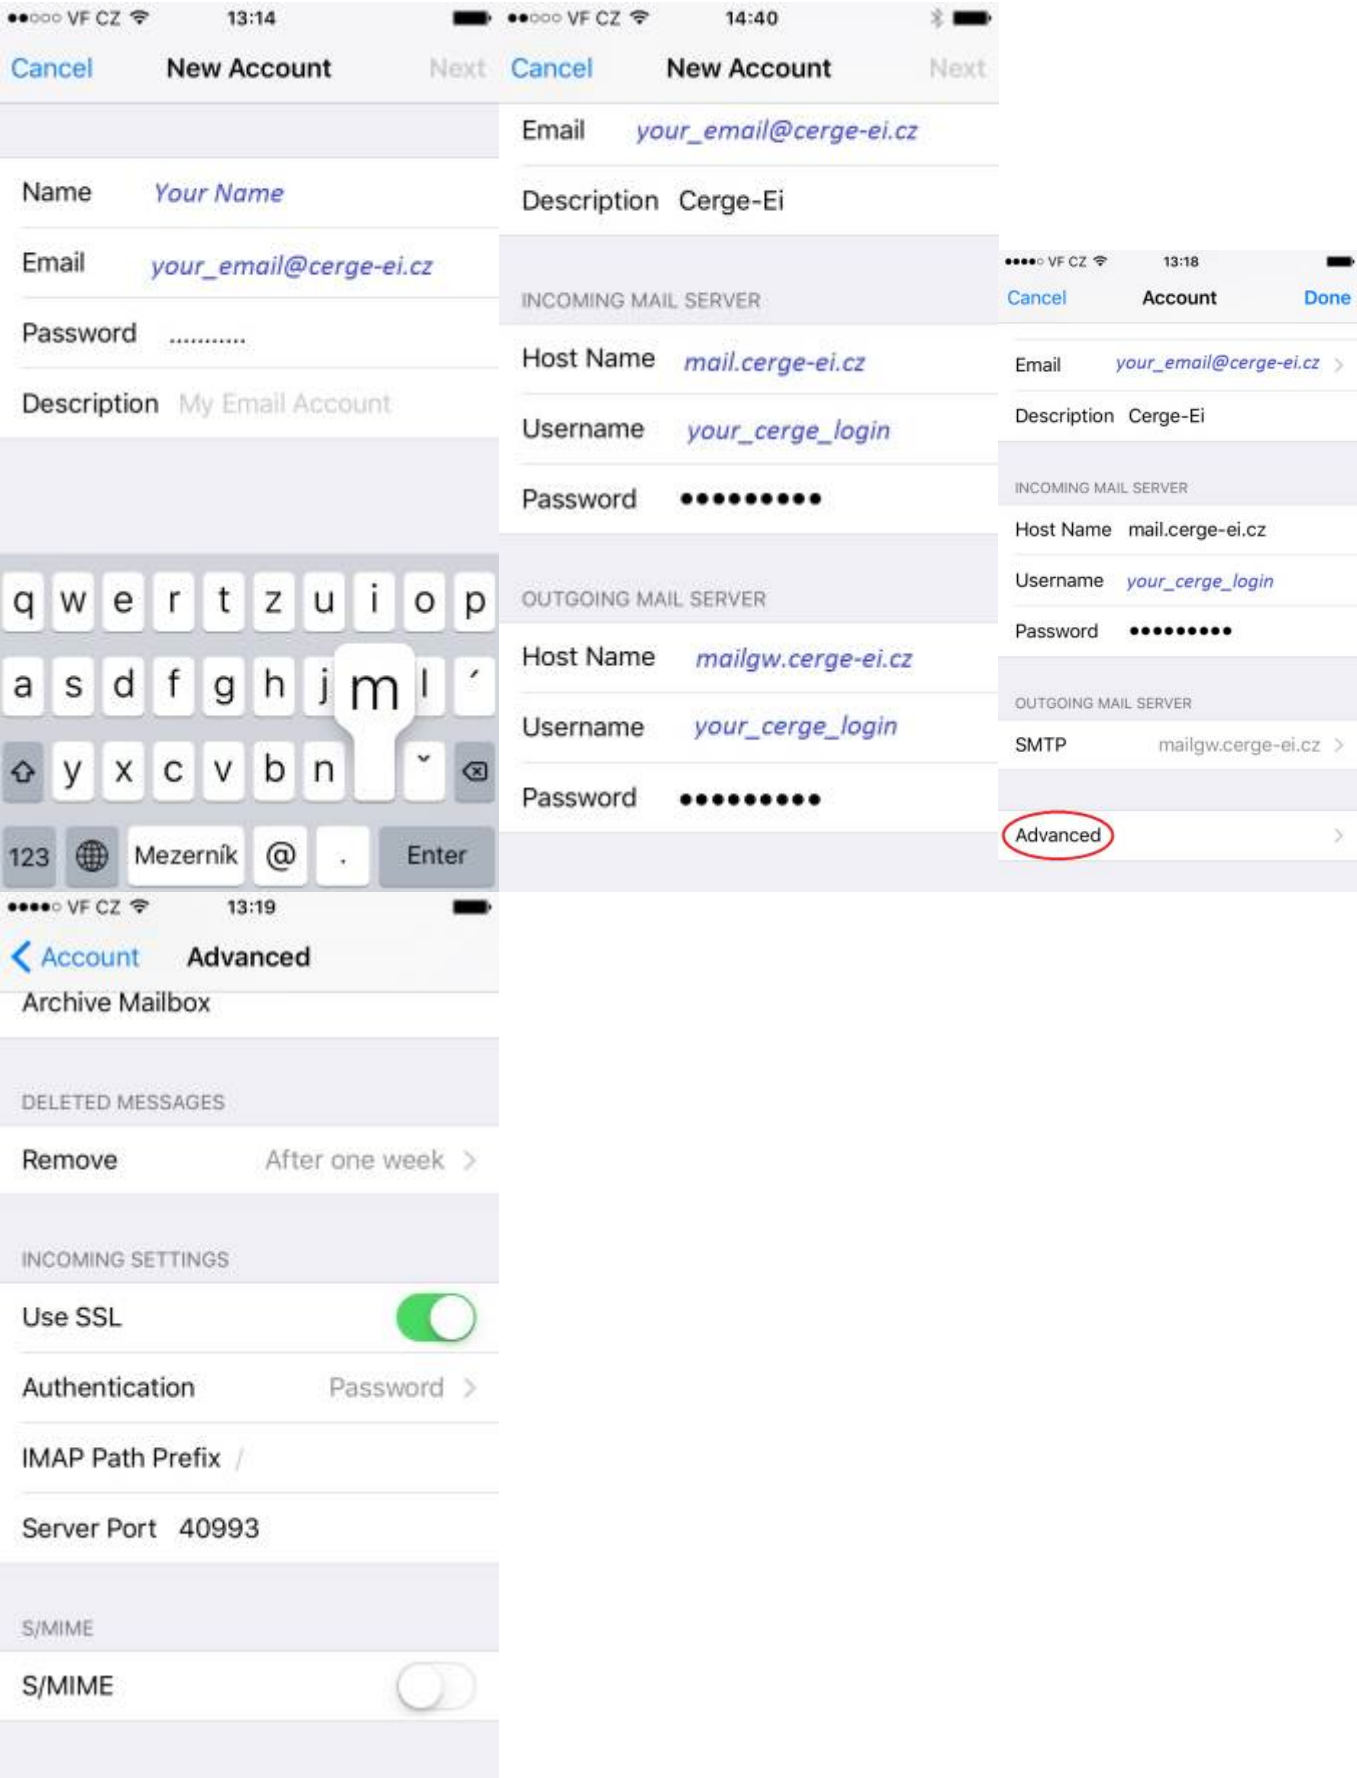 VF CZ 13:14
Cancel New Account Next
Name Your Name
Email your_email@cerge-ei.cz
Password ...........
Description My Email Account
q w e r t z u i o p
a s d f g h j m l ´
y x c v b n ˇ
123 Mezerník @ . Enter
VF CZ 14:40
Cancel New Account Next
Email your_email@cerge-ei.cz
Description Cerge-Ei
INCOMING MAIL SERVER
Host Name mail.cerge-ei.cz
Username your_cerge_login
Password ●●●●●●●●●
OUTGOING MAIL SERVER
Host Name mailgw.cerge-ei.cz
Username your_cerge_login
Password ●●●●●●●●●
VF CZ 13:18
Cancel Account Done
Email your_email@cerge-ei.cz >
Description Cerge-Ei
INCOMING MAIL SERVER
Host Name mail.cerge-ei.cz
Username your_cerge_login
Password ●●●●●●●●●
OUTGOING MAIL SERVER
SMTP mailgw.cerge-ei.cz >
Advanced >
VF CZ 13:19
< Account Advanced
Archive Mailbox
DELETED MESSAGES
Remove After one week >
INCOMING SETTINGS
Use SSL
Authentication Password >
IMAP Path Prefix /
Server Port 40993
S/MIME
S/MIME